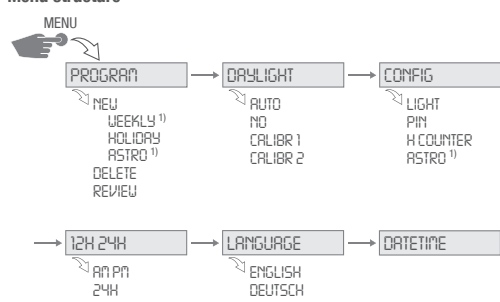 Menu structure
MENU
PROGRAM DAYLIGHT CONFIG
NEW AUTO LIGHT
WEEKLY 1) NO PIN
HOLIDAY CALIBR 1 H COUNTER
ASTRO 1) CALIBR 2 ASTRO 1)
DELETE
REVIEW
12H 24H LANGUAGE DATETIME
AM PM ENGLISH
24H DEUTSCH